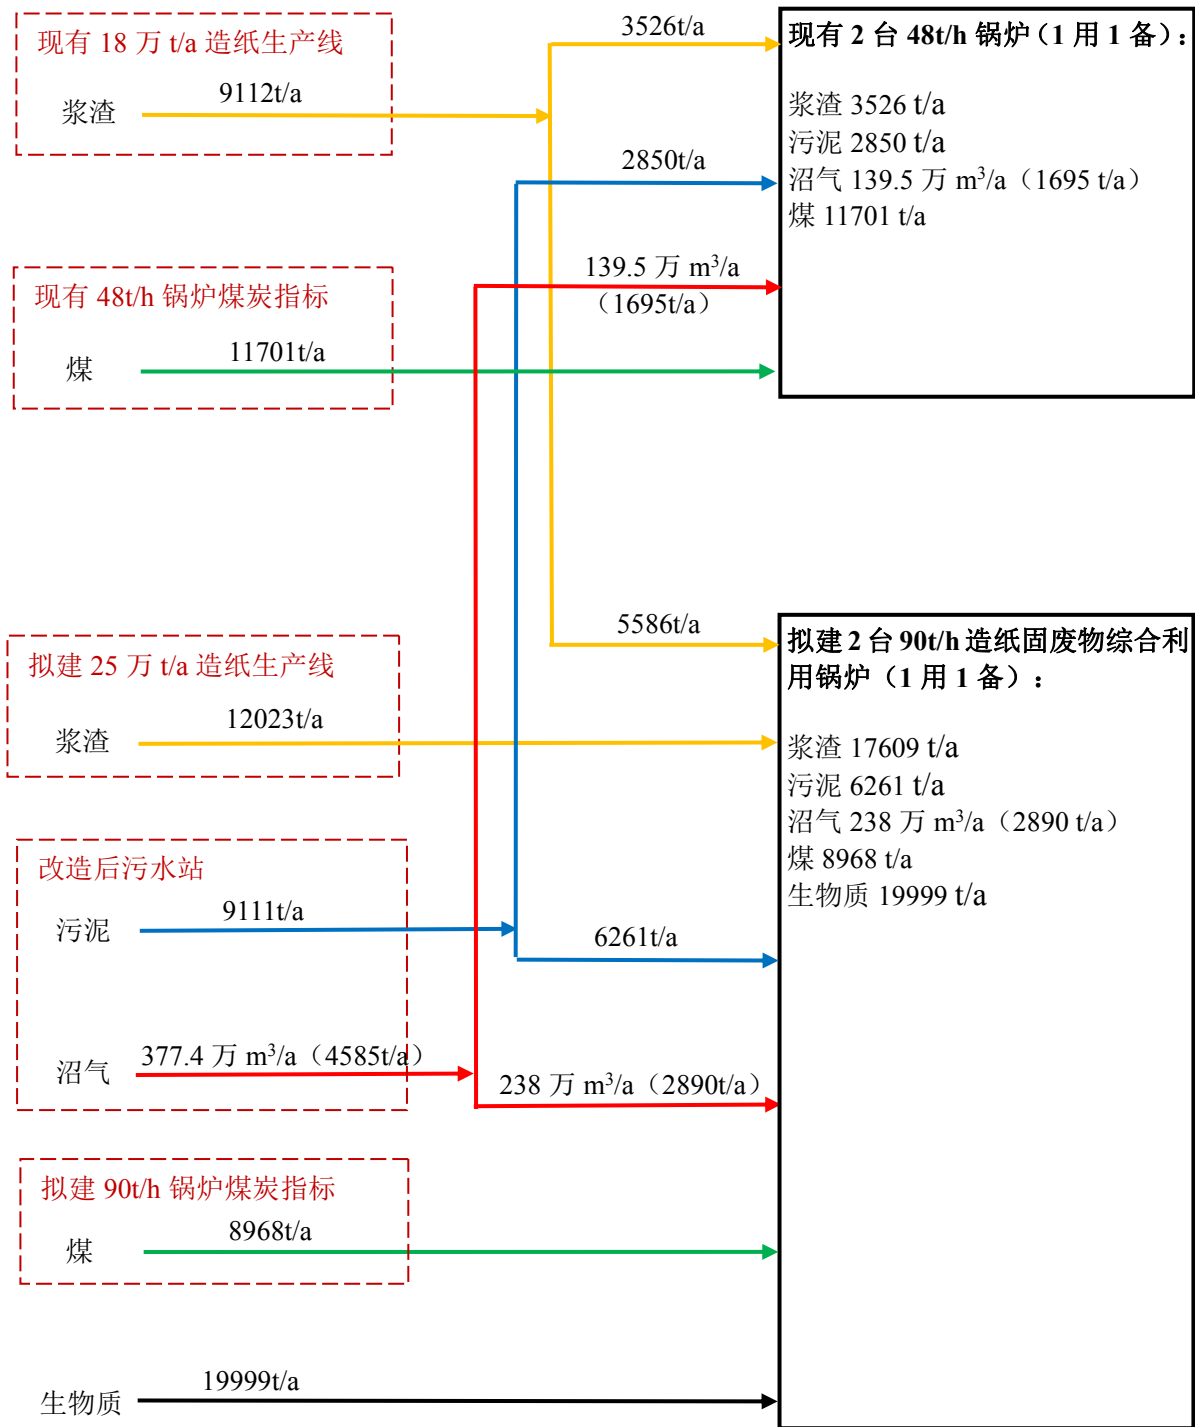 现有 18 万 t/a 造纸生产线
浆渣
9112t/a
3526t/a
2850t/a
139.5 万 m³/a
（1695t/a）
现有 2 台 48t/h 锅炉（1 用 1 备）：
浆渣 3526 t/a
污泥 2850 t/a
沼气 139.5 万 m³/a（1695 t/a）
煤 11701 t/a
现有 48t/h 锅炉煤炭指标
煤
11701t/a
5586t/a
拟建 25 万 t/a 造纸生产线
浆渣
12023t/a
拟建 2 台 90t/h 造纸固废物综合利
用锅炉（1 用 1 备）：
浆渣 17609 t/a
污泥 6261 t/a
沼气 238 万 m³/a（2890 t/a）
煤 8968 t/a
生物质 19999 t/a
改造后污水站
污泥
9111t/a
6261t/a
沼气
377.4 万 m³/a（4585t/a）
238 万 m³/a（2890t/a）
拟建 90t/h 锅炉煤炭指标
煤
8968t/a
生物质
19999t/a